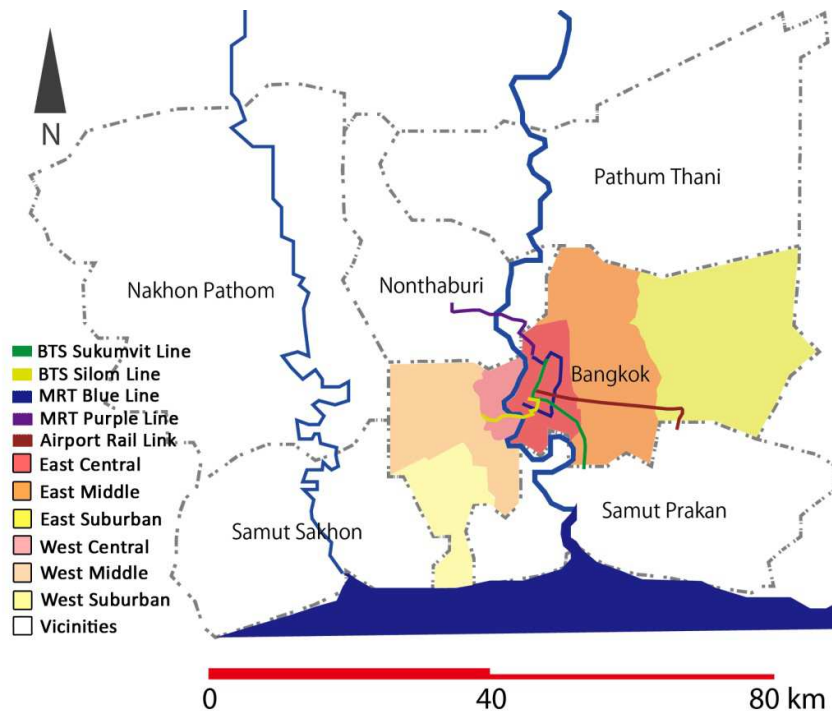 N
Pathum Thani
Nakhon Pathom
Nonthaburi
Bangkok
Samut Sakhon
Samut Prakan
BTS Sukumvit Line
BTS Silom Line
MRT Blue Line
MRT Purple Line
Airport Rail Link
East Central
East Middle
East Suburban
West Central
West Middle
West Suburban
Vicinities
0 40 80 km